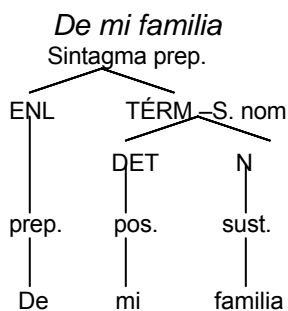 De mi familia
Sintagma prep.
ENL TÉRM –S. nom
DET N
prep. pos. sust.
De mi familia